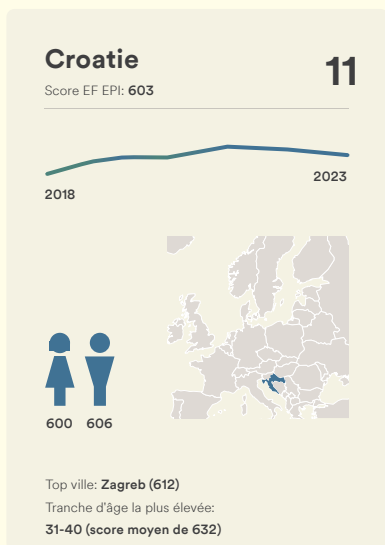 Croatie
11
Score EF EPI: 603
2023
2018
600 606
Top ville: Zagreb (612)
Tranche d'âge la plus élevée:
31-40 (score moyen de 632)